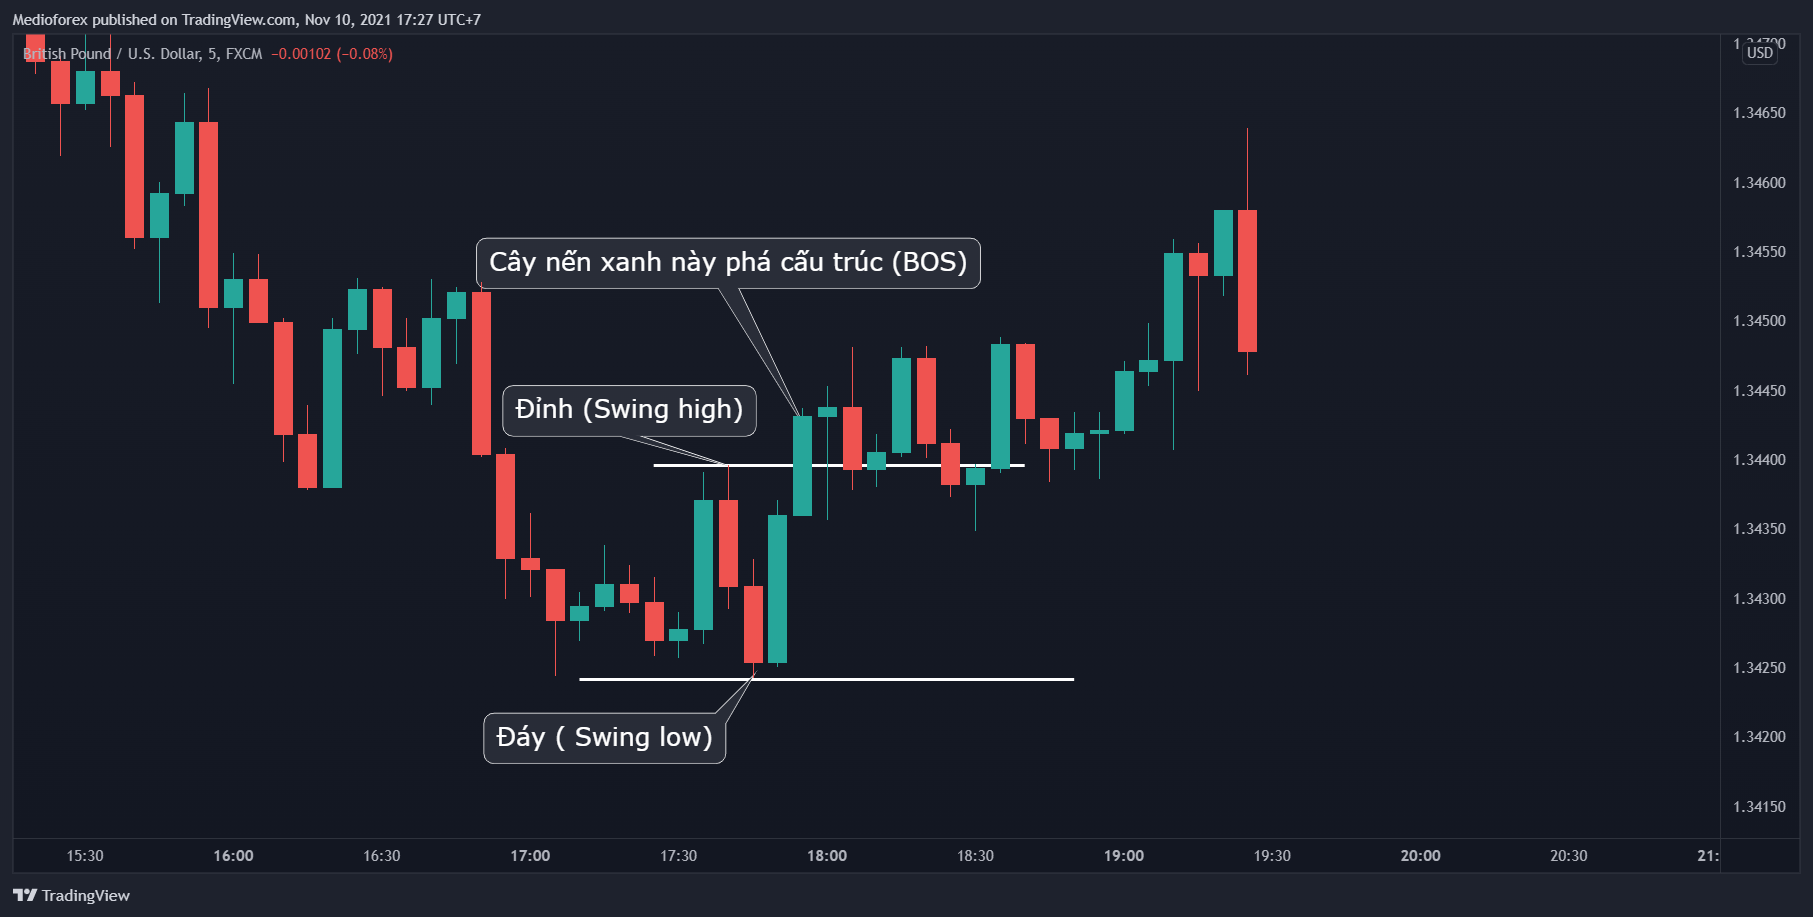 Medioforex published on TradingView.com, Nov 10, 2021 17:27 UTC+7
British Pound / U.S. Dollar, 5, FXCM −0.00102 (−0.08%)
1.34700
USD
1.34650
1.34600
1.34550
1.34500
1.34450
1.34400
1.34350
1.34300
1.34250
1.34200
1.34150
Cây nến xanh này phá cấu trúc (BOS)
Đỉnh (Swing high)
Đáy ( Swing low)
15:30 16:00 16:30 17:00 17:30 18:00 18:30 19:00 19:30 20:00 20:30 21:
TradingView